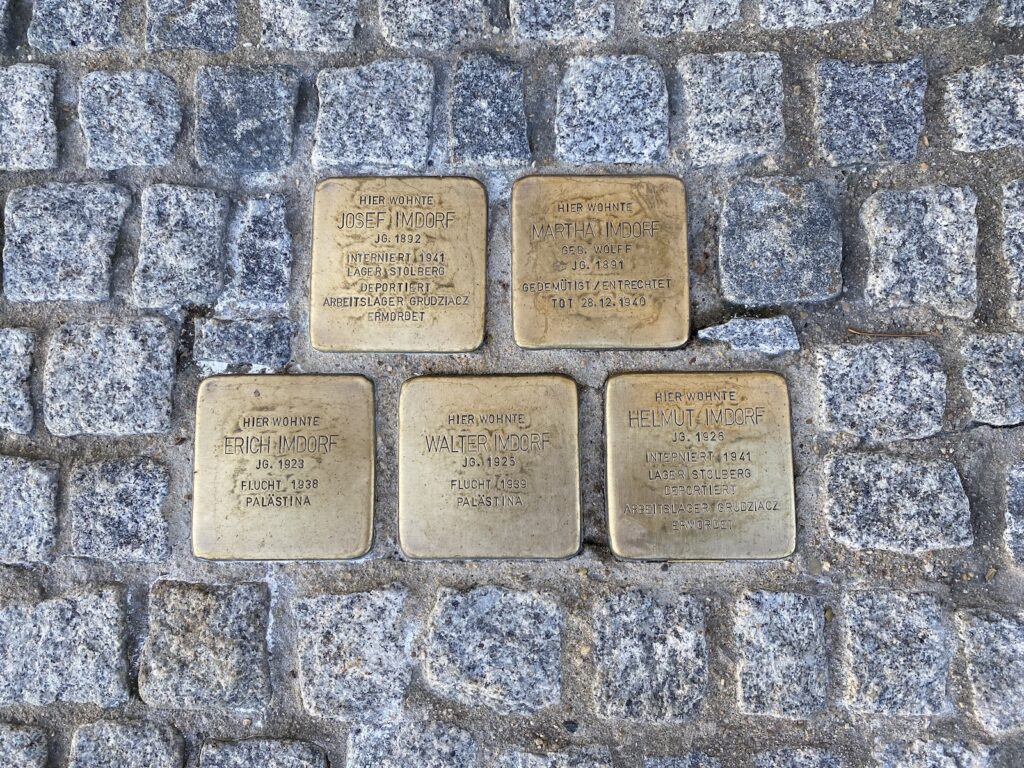 HIER WOHNTE
JOSEF IMDORF
JG. 1892
INTERNIERT 1941
LAGER STOLBERG
DEPORTIERT
ARBEITSLAGER GRUDZIACZ
ERMORDET
HIER WOHNTE
MARTHA IMDORF
GEB. WOLFF
JG. 1891
GEDEMÜTIGT/ENTRECHTET
TOT 28.12.1940
HIER WOHNTE
ERICH IMDORF
JG. 1923
FLUCHT 1938
PALÄSTINA
HIER WOHNTE
WALTER IMDORF
JG. 1925
FLUCHT 1939
PALÄSTINA
HIER WOHNTE
HELMUT IMDORF
JG. 1926
INTERNIERT 1941
LAGER STOLBERG
DEPORTIERT
ARBEITSLAGER GRUDZIACZ
ERMORDET